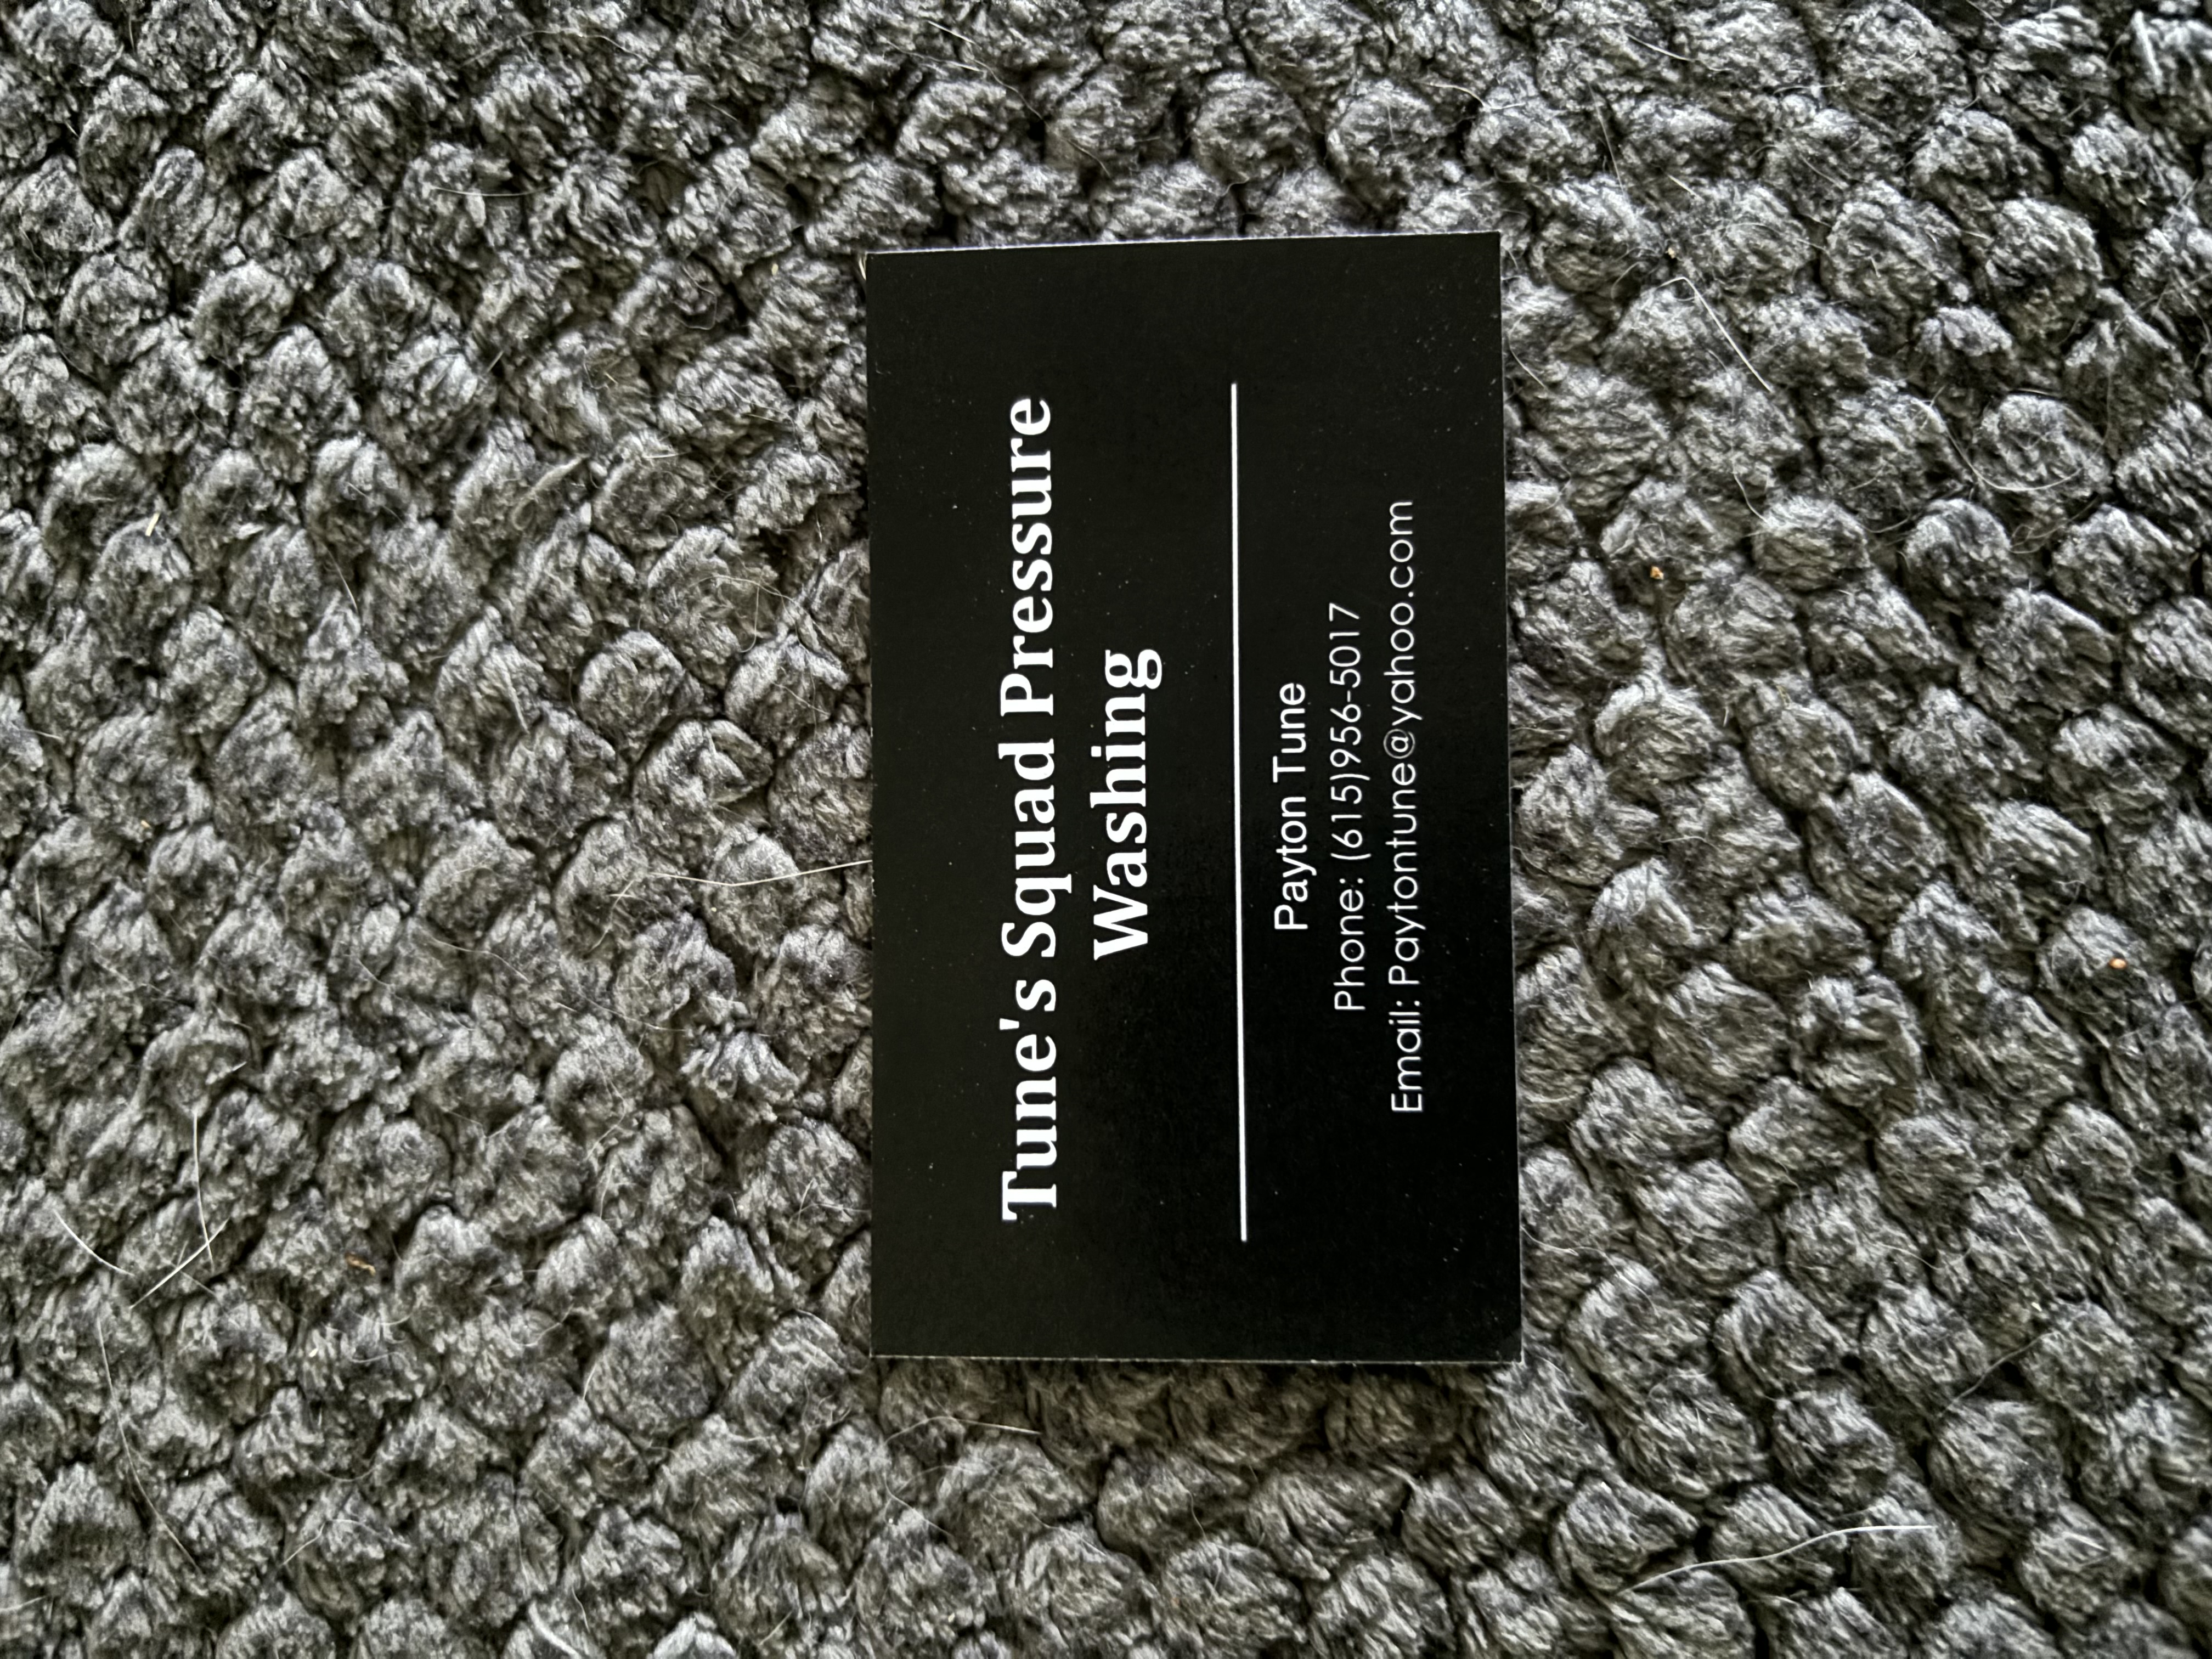 Tune's Squad Pressure
Washing
Payton Tune
Phone: (615)956-5017
Email: Paytontune@yahoo.com